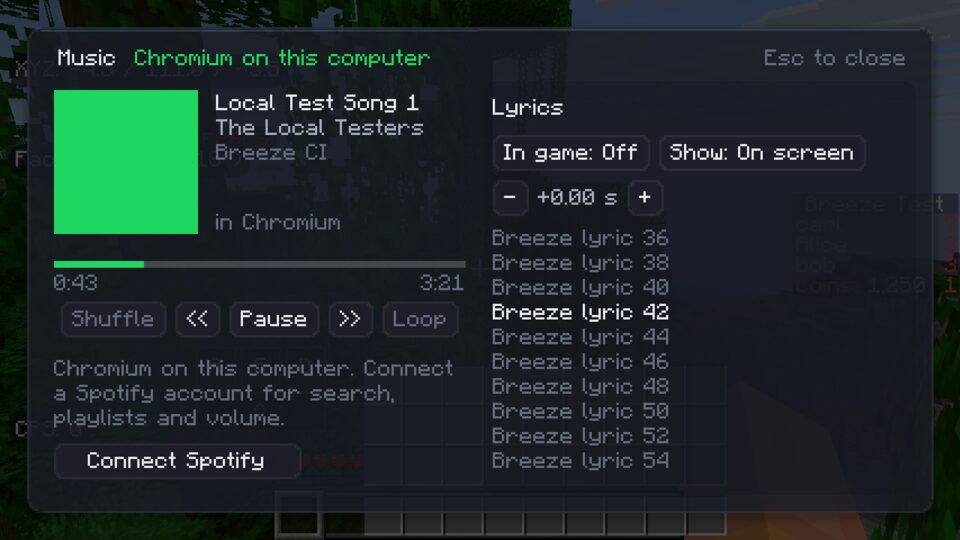 Music Chromium on this computer
Esc to close
Local Test Song 1
The Local Testers
Breeze CI
in Chromium
0:43
3:21
Shuffle
<<
Pause
>>
Loop
Chromium on this computer. Connect
a Spotify account for search,
playlists and volume.
Connect Spotify
Lyrics
In game: Off
Show: On screen
-
+0.00 s
+
Breeze lyric 36
Breeze lyric 38
Breeze lyric 40
Breeze lyric 42
Breeze lyric 44
Breeze lyric 46
Breeze lyric 48
Breeze lyric 50
Breeze lyric 52
Breeze lyric 54
Breeze Test
Alice
bob
Coins: 1,250